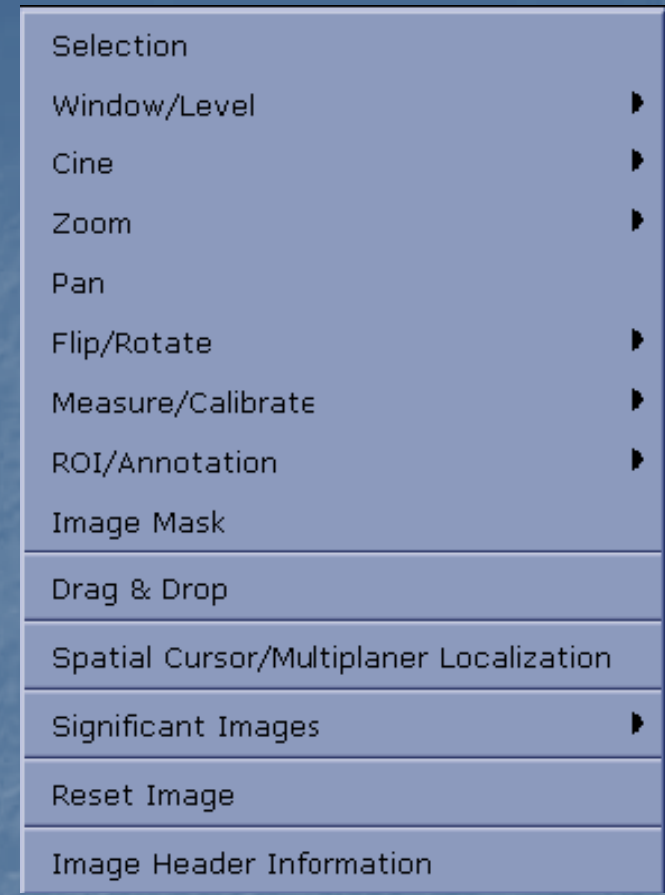 Selection
Window/Level
Cine
Zoom
Pan
Flip/Rotate
Measure/Calibrate
ROI/Annotation
Image Mask
Drag & Drop
Spatial Cursor/Multiplaner Localization
Significant Images
Reset Image
Image Header Information